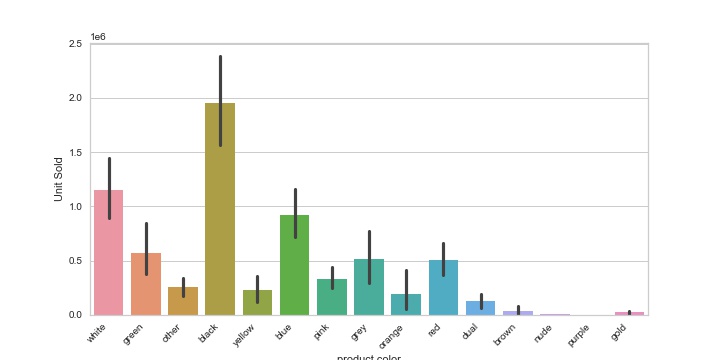 1e6
2.5
2.0
1.5
1.0
0.5
0.0
Unit Sold
white
green
other
black
yellow
blue
pink
grey
orange
red
dual
brown
nude
purple
gold
product color